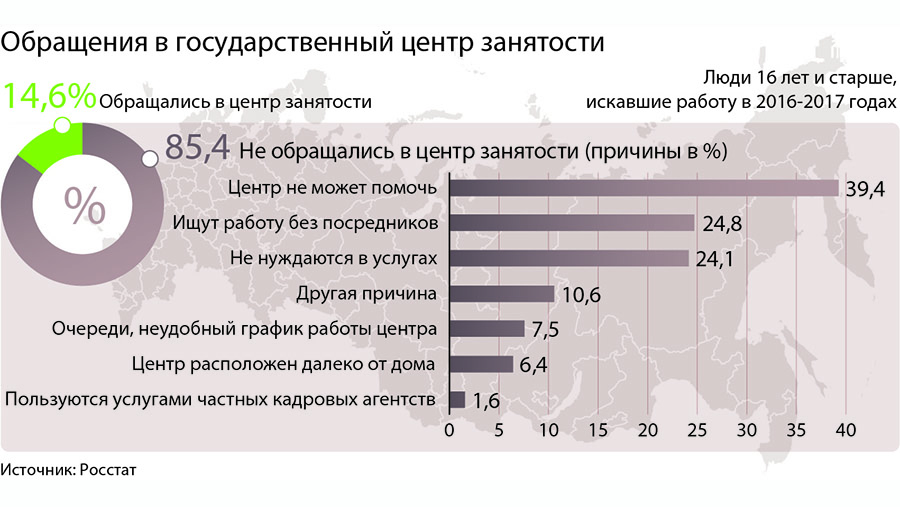 Обращения в государственный центр занятости
Люди 16 лет и старше,
искавшие работу в 2016-2017 годах
14,6% Обращались в центр занятости
85,4 Не обращались в центр занятости (причины в %)
%
Центр не может помочь 39,4
Ищут работу без посредников 24,8
Не нуждаются в услугах 24,1
Другая причина 10,6
Очереди, неудобный график работы центра 7,5
Центр расположен далеко от дома 6,4
Пользуются услугами частных кадровых агентств 1,6
0 5 10 15 20 25 30 35 40
Источник: Росстат